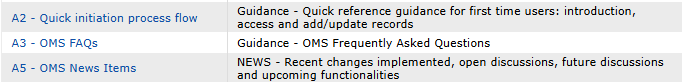 A2 - Quick initiation process flow
Guidance - Quick reference guidance for first time users: introduction,
access and add/update records
A3 - OMS FAQs
Guidance - OMS Frequently Asked Questions
A5 - OMS News Items
NEWS - Recent changes implemented, open discussions, future discussions
and upcoming functionalities